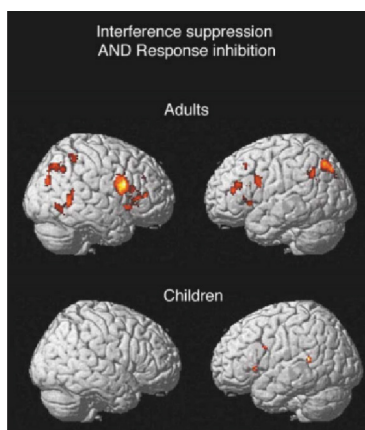 Interference suppression
AND Response inhibition
Adults
Children